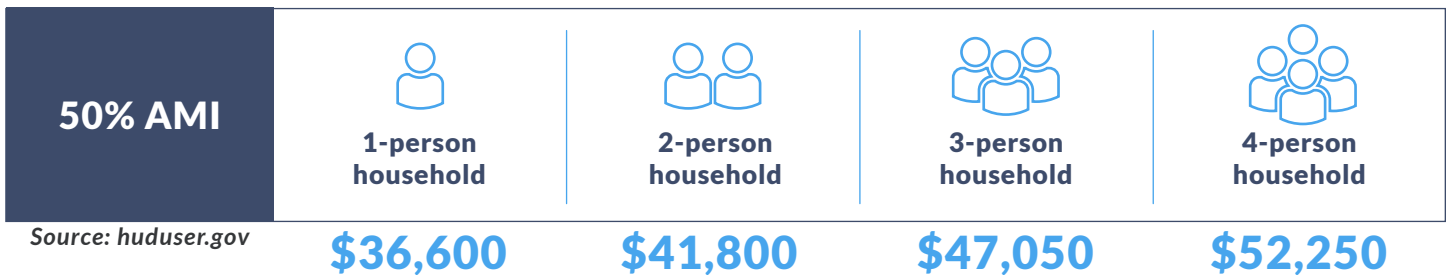 50% AMI
1-person
household
2-person
household
3-person
household
4-person
household
Source: huduser.gov
$36,600
$41,800
$47,050
$52,250